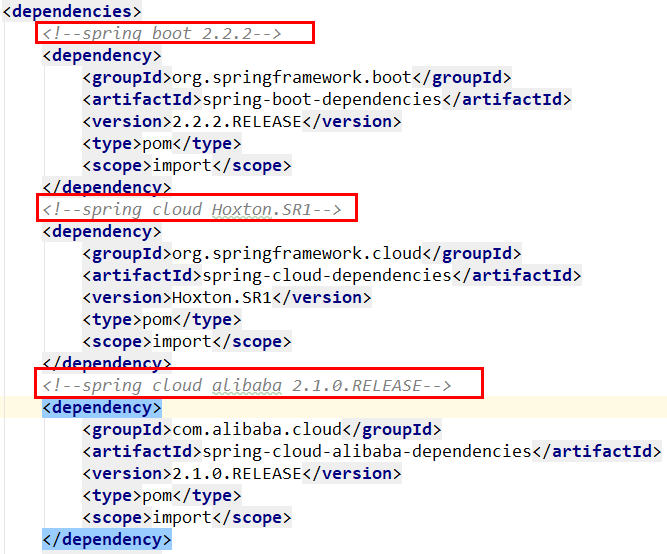 <dependencies>
<!--spring boot 2.2.2-->
<dependency>
<groupId>org.springframework.boot</groupId>
<artifactId>spring-boot-dependencies</artifactId>
<version>2.2.2.RELEASE</version>
<type>pom</type>
<scope>import</scope>
</dependency>
<!--spring cloud Hoxton.SR1-->
<dependency>
<groupId>org.springframework.cloud</groupId>
<artifactId>spring-cloud-dependencies</artifactId>
<version>Hoxton.SR1</version>
<type>pom</type>
<scope>import</scope>
</dependency>
<!--spring cloud alibaba 2.1.0.RELEASE-->
<dependency>
<groupId>com.alibaba.cloud</groupId>
<artifactId>spring-cloud-alibaba-dependencies</artifactId>
<version>2.1.0.RELEASE</version>
<type>pom</type>
<scope>import</scope>
</dependency>